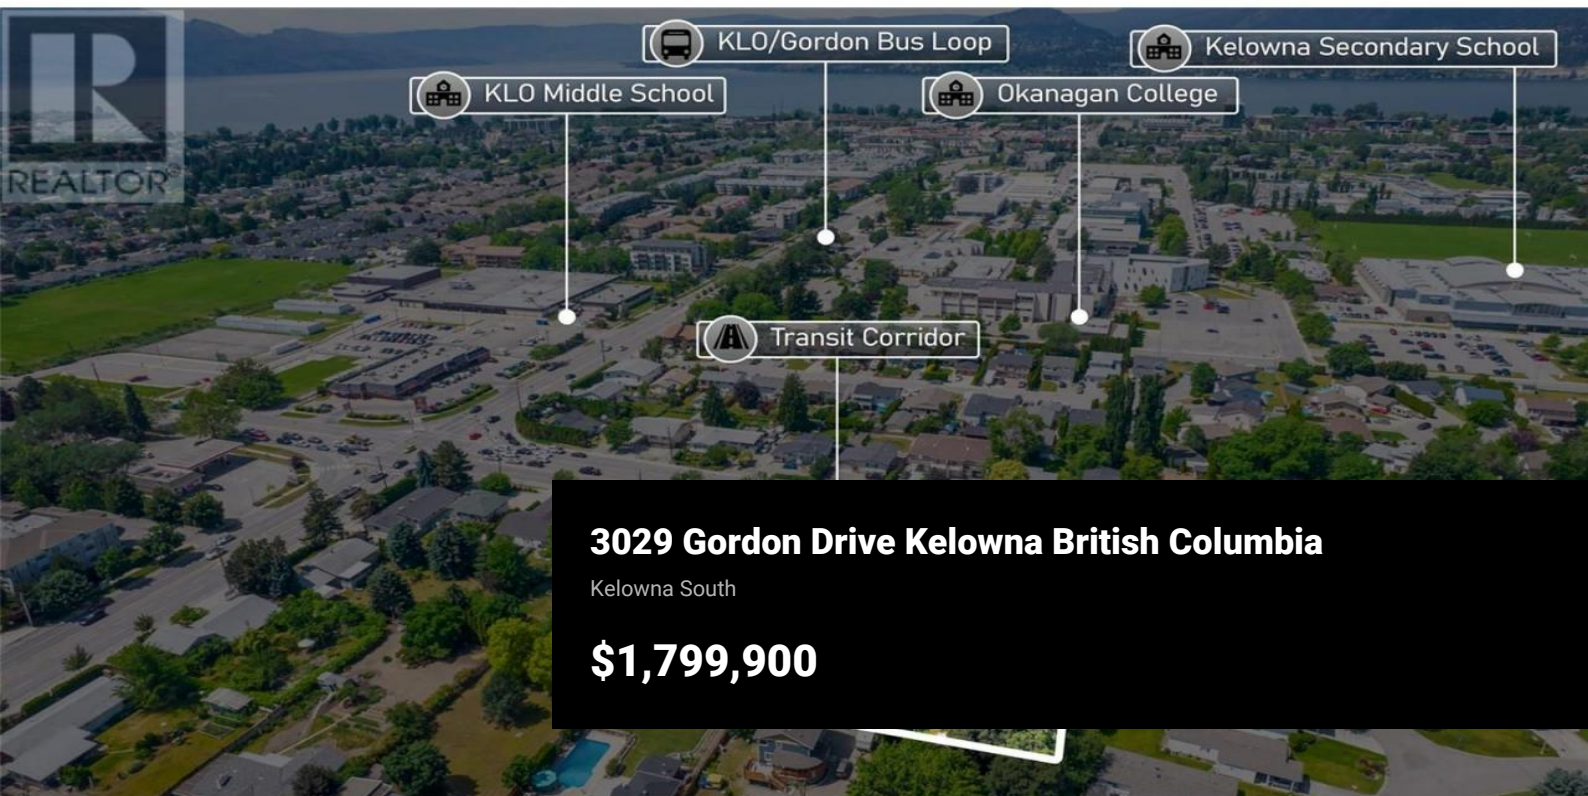 REALTOR®
KLO/Gordon Bus Loop
Kelowna Secondary School
KLO Middle School
Okanagan College
Transit Corridor
3029 Gordon Drive Kelowna British Columbia
Kelowna South
$1,799,900